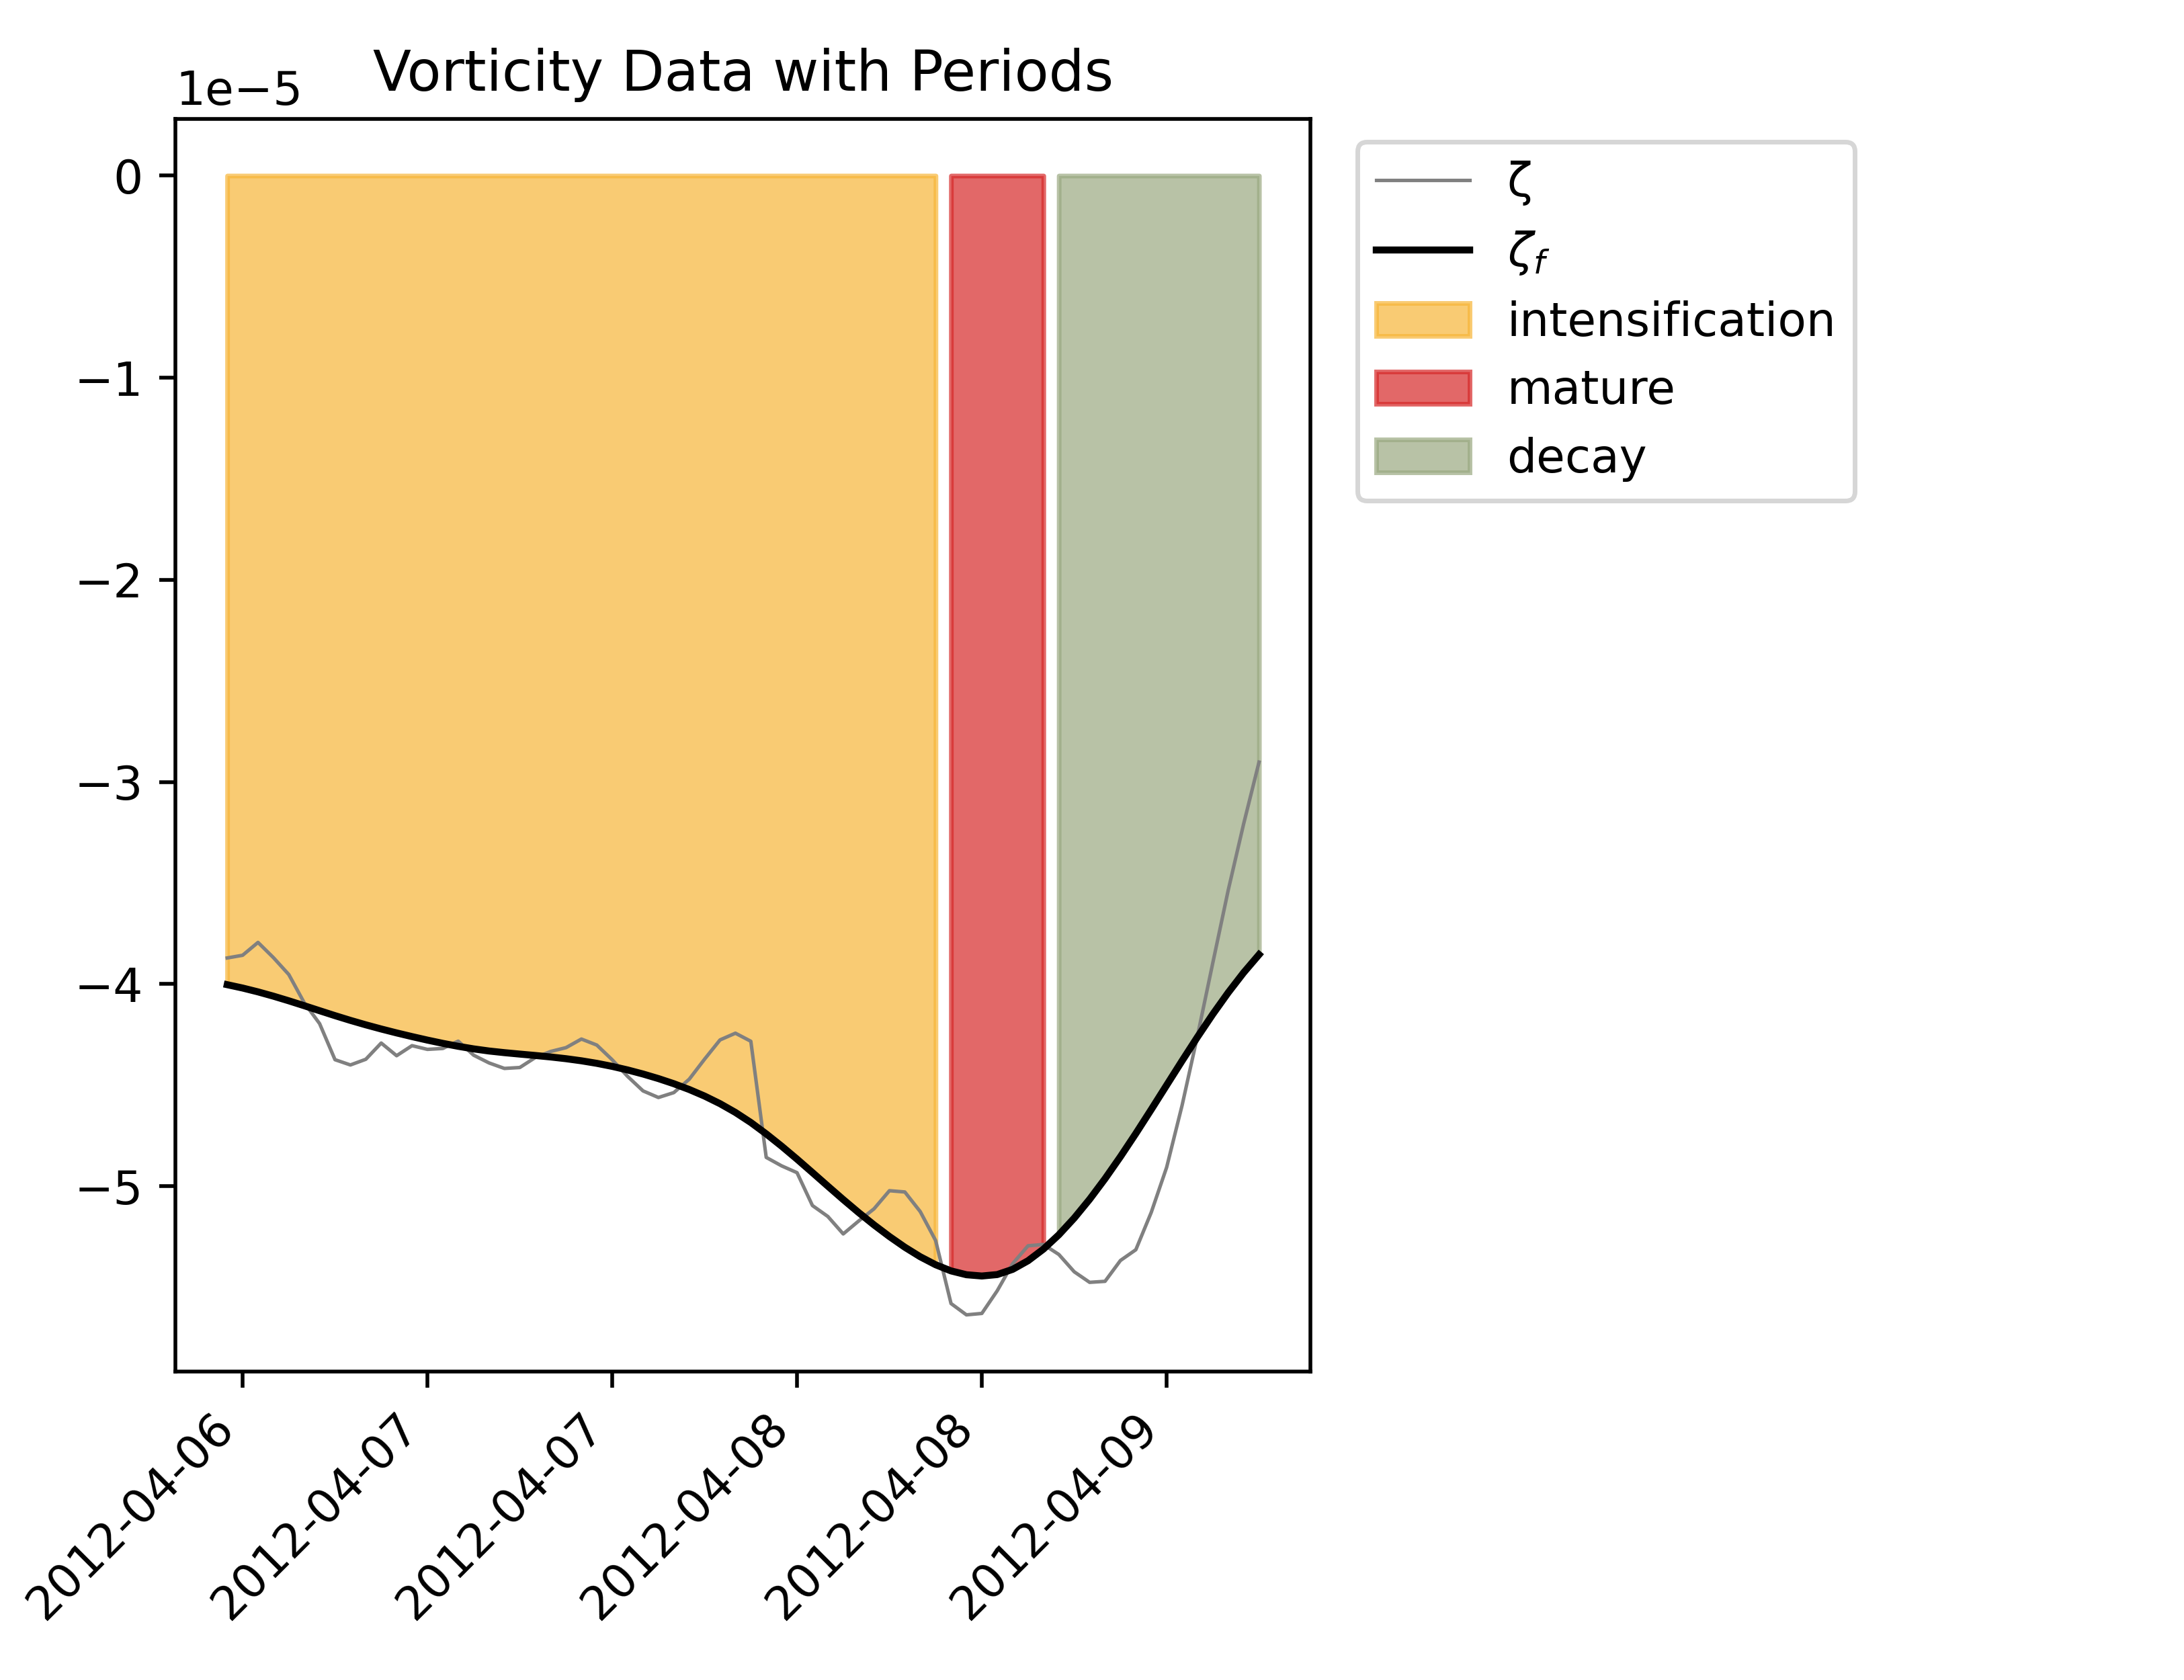 Vorticity Data with Periods
1e−5
0
−1
−2
−3
−4
−5
2012-04-06
2012-04-07
2012-04-07
2012-04-08
2012-04-08
2012-04-09
ζ
ζf
intensification
mature
decay